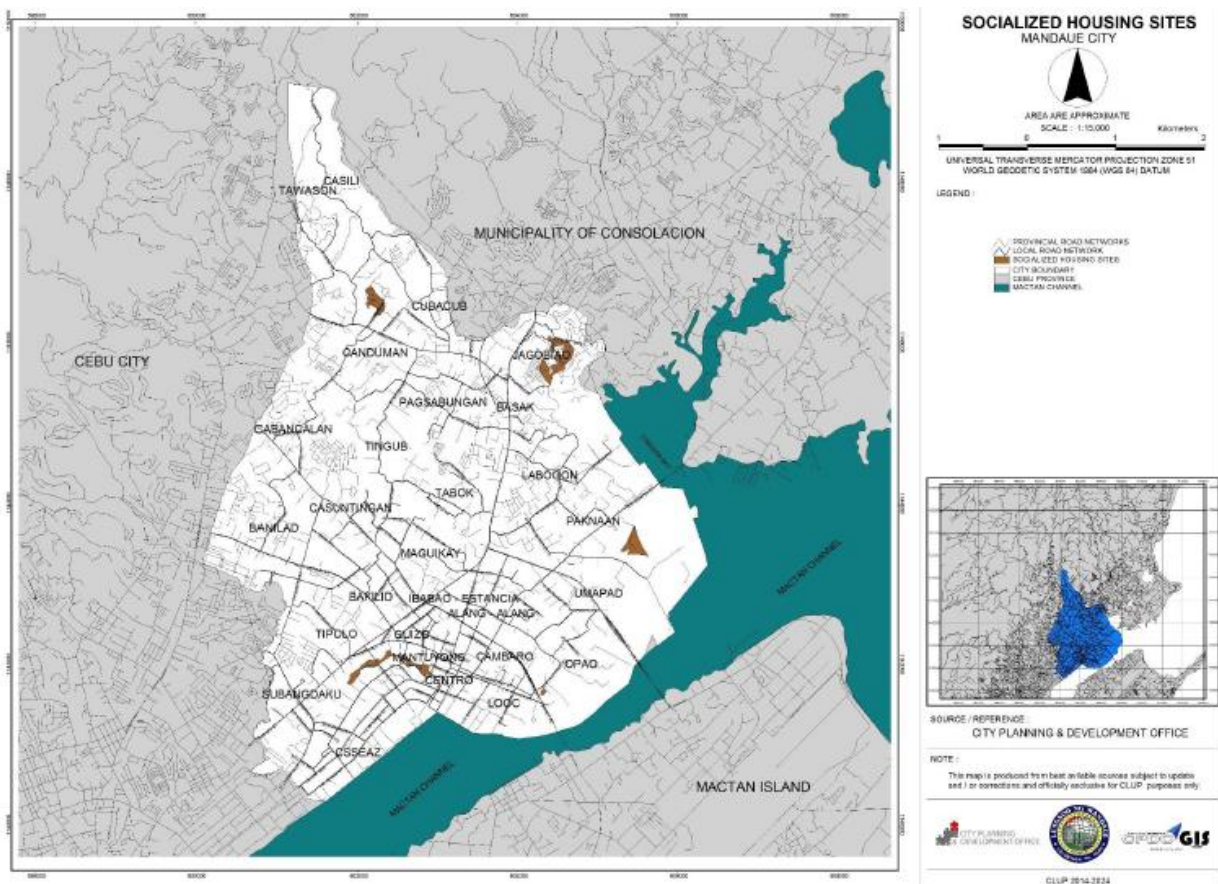 SOCIALIZED HOUSING SITES
MANDAUE CITY
AREA ARE APPROXIMATE
SCALE : 1:15,000
Kilometers
1 0 1 2
UNIVERSAL TRANSVERSE MERCATOR PROJECTION ZONE 51
WORLD GEODETIC SYSTEM 1984 (WGS 84) DATUM
LEGEND :
PROVINCIAL ROAD NETWORKS
LOCAL ROAD NETWORK
SOCIALIZED HOUSING SITES
CITY BOUNDARY
CEBU PROVINCE
MACTAN CHANNEL
CASILI
TAWASON
MUNICIPALITY OF CONSOLACION
CUBACUB
CEBU CITY
CANDUMAN
JAGOBIAO
PAGSABUNGAN
BASAK
CABANCALAN
TINGUB
LABOGON
TABOK
CASUNTINGAN
BANILAD
PAKNAAN
MAGUIKAY
UMAPAD
BAKILID
IBABAO - ESTANCIA
ALANG - ALANG
TIPOLO
GUIZO
MANTUYONG
CAMBARO
OPAO
CENTRO
SUBANGDAKU
LOOC
CSSEAZ
MACTAN CHANNEL
MACTAN CHANNEL
MACTAN ISLAND
SOURCE / REFERENCE :
CITY PLANNING & DEVELOPMENT OFFICE
NOTE :
This map is produced from best available sources subject to update
and / or corrections and officially exclusive for CLUP purposes only
CITY PLANNING
& DEVELOPMENT OFFICE
CPDO GIS
CLUP 2014-2024